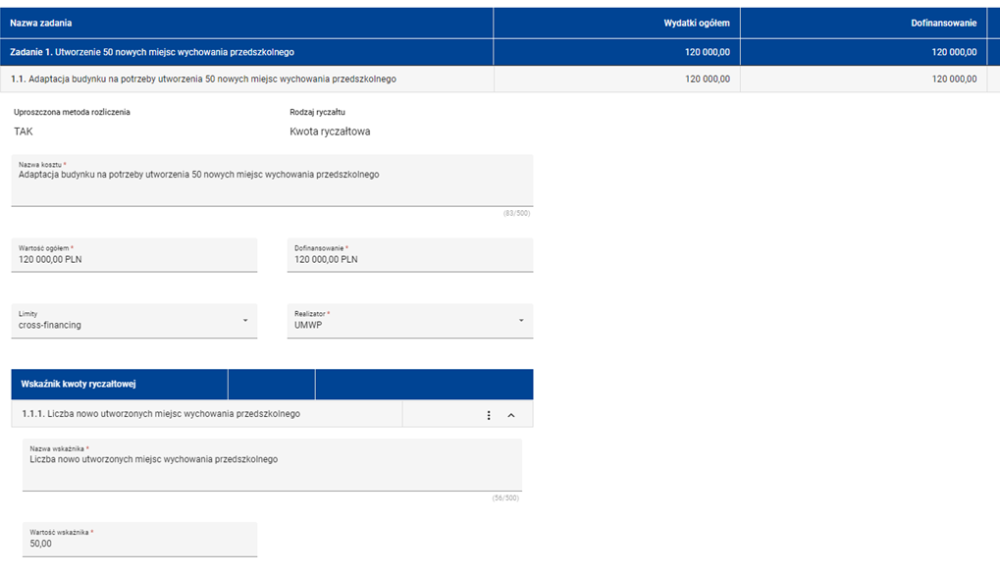 Nazwa zadania Wydatki ogółem Dofinansowanie
Zadanie 1. Utworzenie 50 nowych miejsc wychowania przedszkolnego 120 000,00 120 000,00
1.1. Adaptacja budynku na potrzeby utworzenia 50 nowych miejsc wychowania przedszkolnego 120 000,00 120 000,00
Uproszczona metoda rozliczenia Rodzaj ryczałtu
TAK Kwota ryczałtowa
Nazwa kosztu *
Adaptacja budynku na potrzeby utworzenia 50 nowych miejsc wychowania przedszkolnego
(83/500)
Wartość ogółem * Dofinansowanie *
120 000,00 PLN 120 000,00 PLN
Limity Realizator *
cross-financing UMWP
Wskaźnik kwoty ryczałtowej
1.1.1. Liczba nowo utworzonych miejsc wychowania przedszkolnego
Nazwa wskaźnika *
Liczba nowo utworzonych miejsc wychowania przedszkolnego
(56/500)
Wartość wskaźnika *
50,00